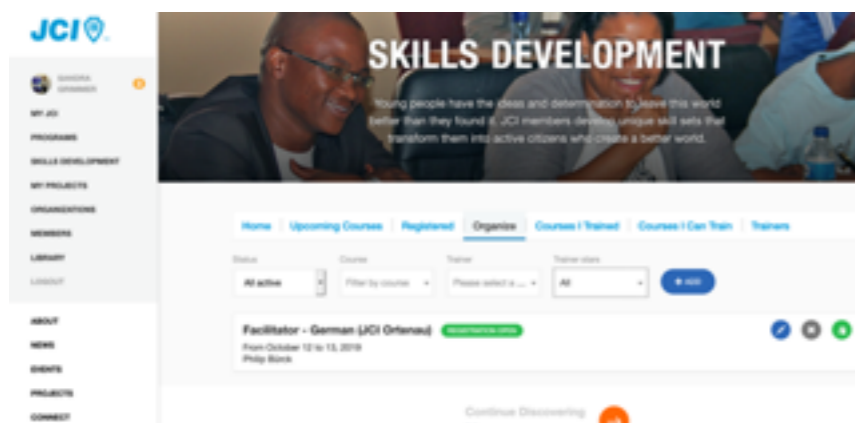 JCI
SANDRA
GRAMMER
MY JCI
PROGRAMS
SKILLS DEVELOPMENT
MY PROJECTS
ORGANIZATIONS
MEMBERS
LIBRARY
LOGOUT
ABOUT
NEWS
EVENTS
PROJECTS
CONNECT
SKILLS DEVELOPMENT
Young people have the ideas and determination to leave this world
better than they found it. JCI members develop unique skill sets that
transform them into active citizens who create a better world.
Home Upcoming Courses Registered Organize Courses I Trained Courses I Can Train Trainers
Status Course Trainer Trainer stars
All active Filter by course Please select a ... All + ADD
Facilitator - German (JCI Ortenau) REGISTRATION OPEN
From October 12 to 13, 2019
Philip Bürck
Continue Discovering